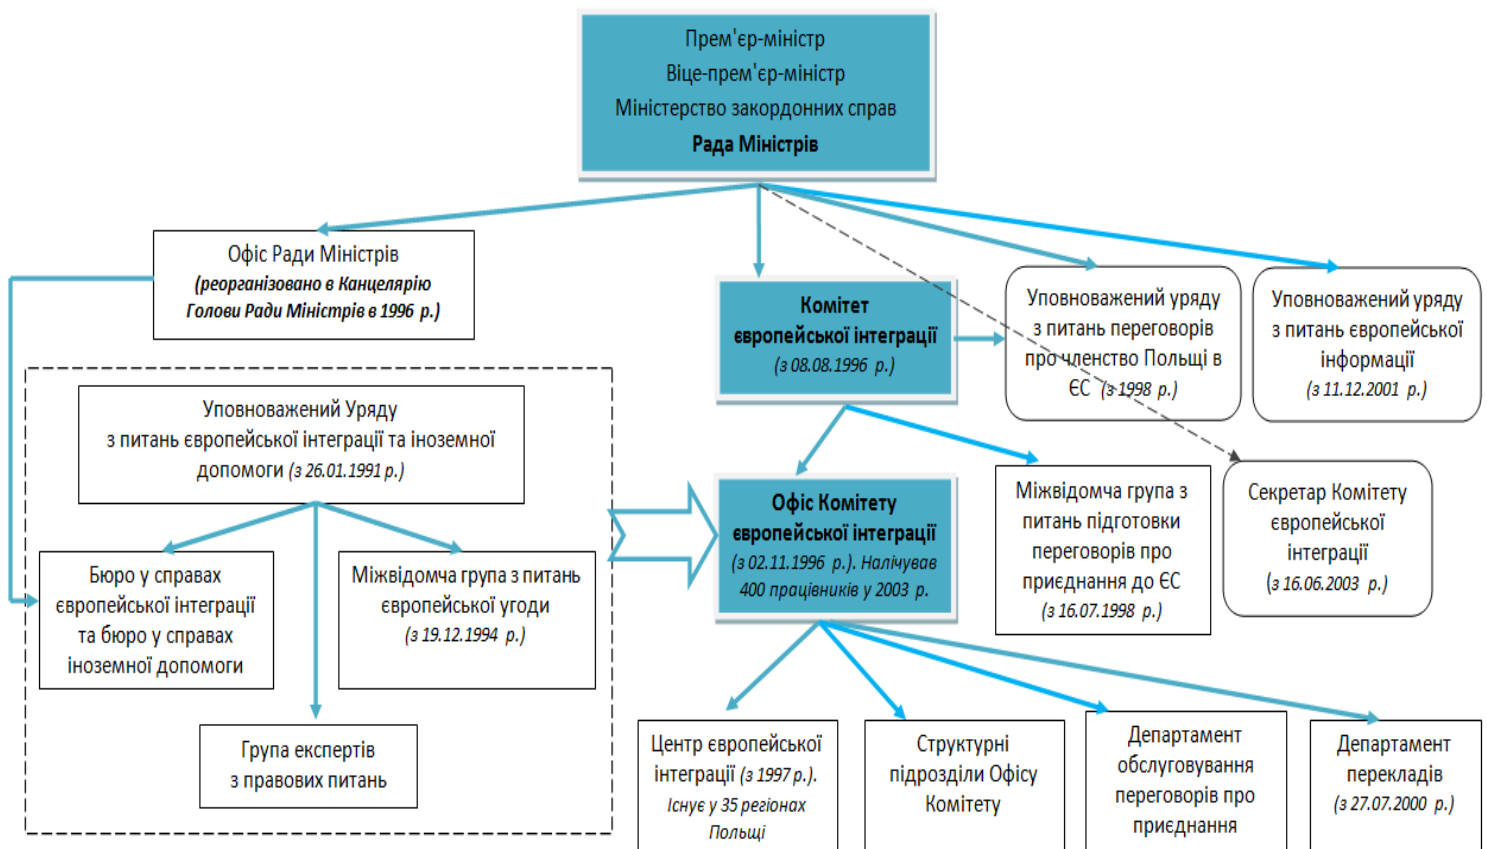 Прем'єр-міністр
Віце-прем'єр-міністр
Міністерство закордонних справ
Рада Міністрів
Офіс Ради Міністрів
(реорганізовано в Канцелярію
Голови Ради Міністрів в 1996 р.)
Комітет
європейської інтеграції
(з 08.08.1996 р.)
Уповноважений уряду
з питань переговорів
про членство Польщі в
ЄС (з 1998 р.)
Уповноважений уряду
з питань європейської
інформації
(з 11.12.2001 р.)
Уповноважений Уряду
з питань європейської інтеграції та іноземної
допомоги (з 26.01.1991 р.)
Офіс Комітету
європейської інтеграції
(з 02.11.1996 р.). Налічував
400 працівників у 2003 р.
Міжвідомча група з
питань підготовки
переговорів про
приєднання до ЄС
(з 16.07.1998 р.)
Секретар Комітету
європейської
інтеграції
(з 16.06.2003 р.)
Бюро у справах
європейської інтеграції
та бюро у справах
іноземної допомоги
Міжвідомча група з питань
європейської угоди
(з 19.12.1994 р.)
Група експертів
з правових питань
Центр європейської
інтеграції (з 1997 р.).
Існує у 35 регіонах
Польщі
Структурні
підрозділи Офісу
Комітету
Департамент
обслуговування
переговорів про
приєднання
Департамент
перекладів
(з 27.07.2000 р.)